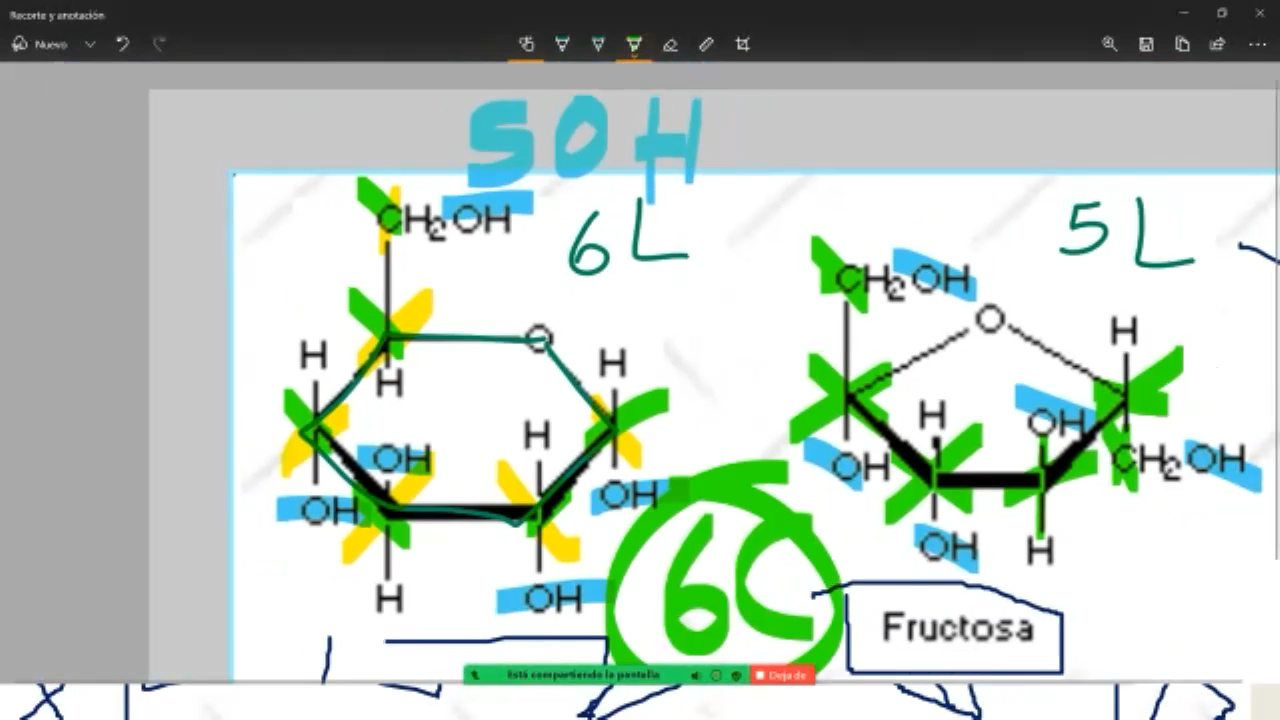 Recorte y anotación
Nuevo
5OH
CH2OH
6L
5L
CH2OH
O
H
O
H
H
H
H
H
OH
OH
OH
CH2OH
OH
OH
OH
OH
H
H
OH
6C
Fructosa
Está compartiendo la pantalla
Deja de